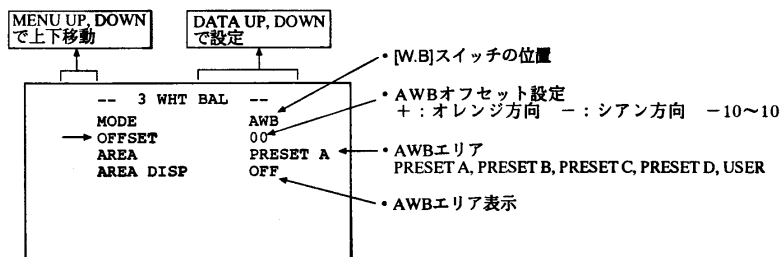 MENU UP, DOWN
で上下移動
DATA UP, DOWN
で設定
-- 3 WHT BAL --
MODE AWB
OFFSET 00
AREA PRESET A
AREA DISP OFF
・[W.B]スイッチの位置
・AWBオフセット設定
＋：オレンジ方向 －：シアン方向 －10～10
・AWBエリア
PRESET A, PRESET B, PRESET C, PRESET D, USER
・AWBエリア表示